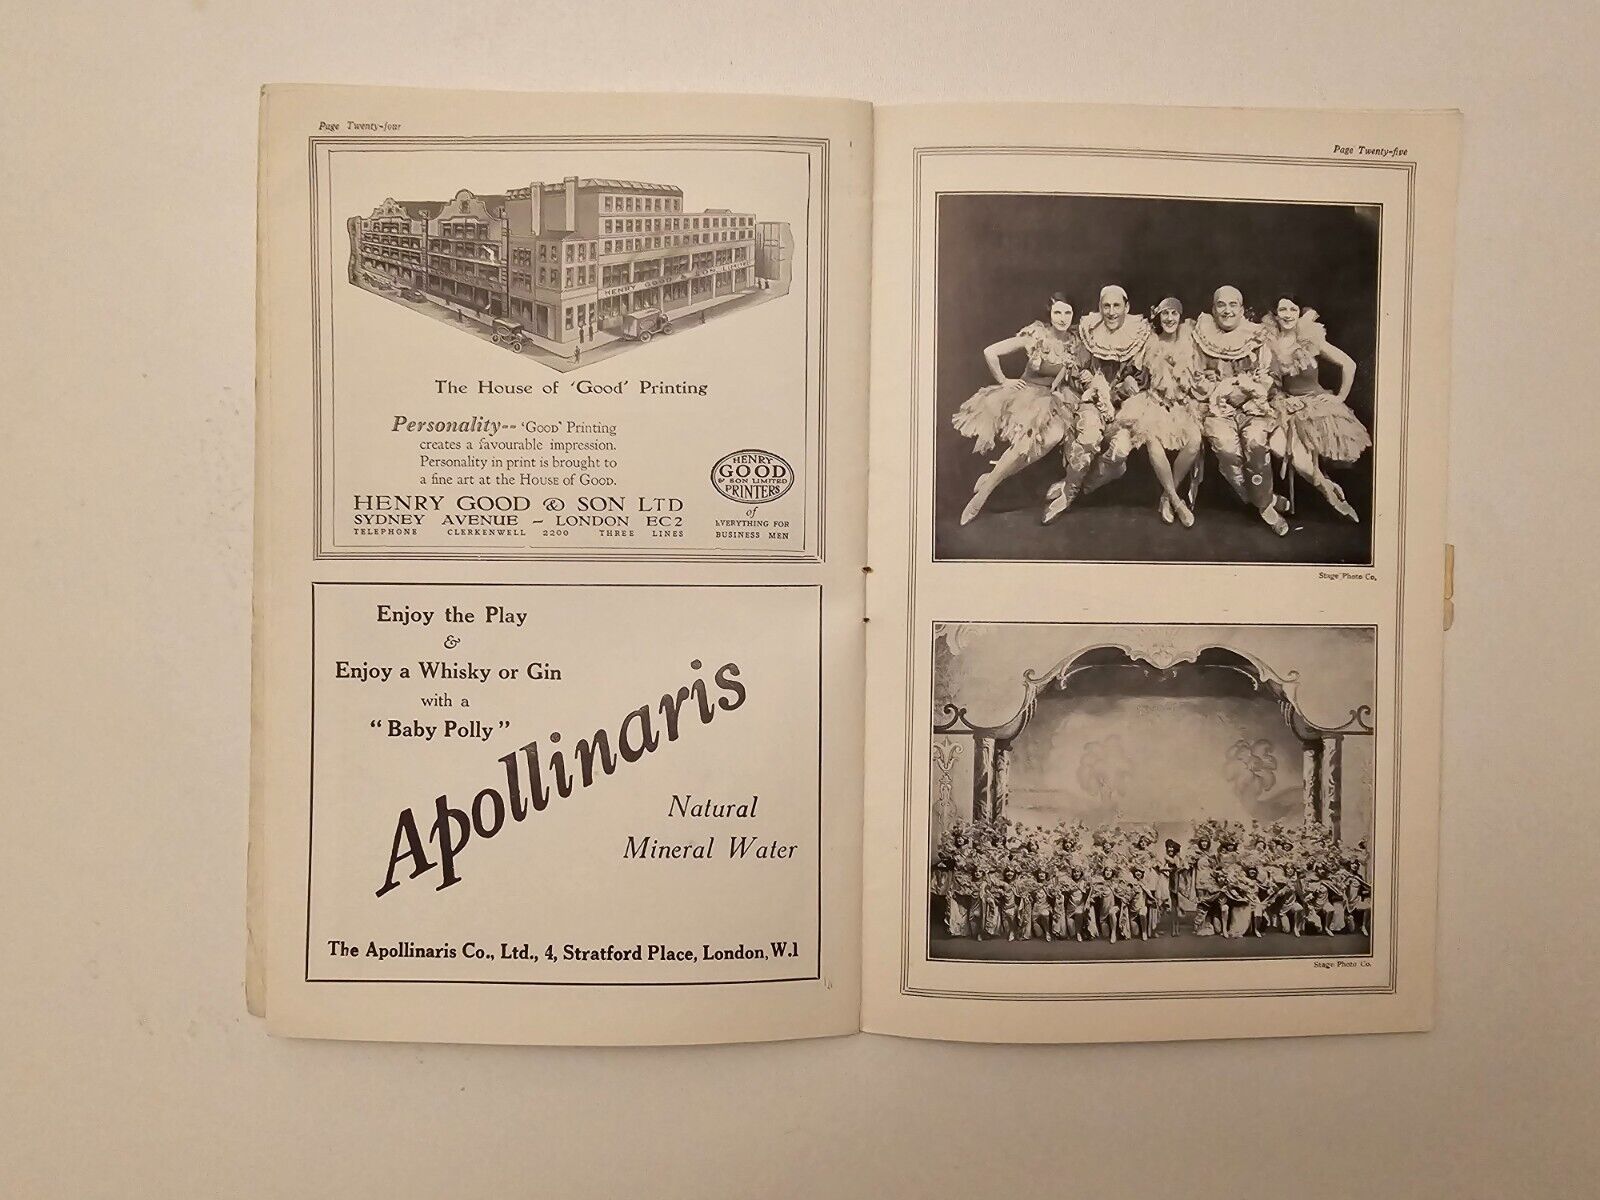 Page Twenty-four
HENRY GOOD & SON LIMITED
The House of 'Good' Printing
Personality-- 'GOOD' Printing
creates a favourable impression.
Personality in print is brought to
a fine art at the HOUSE of GOOD.
HENRY GOOD & SON LTD
SYDNEY AVENUE ~ LONDON EC2
TELEPHONE CLERKENWELL 2200 THREE LINES
HENRY
GOOD
& SON LIMITED
PRINTERS
of
EVERYTHING FOR
BUSINESS MEN
Enjoy the Play
&
Enjoy a Whisky or Gin
with a
"Baby Polly"
Apollinaris
Natural
Mineral Water
The Apollinaris Co., Ltd., 4, Stratford Place, London, W.1
Page Twenty-five
Stage Photo Co.
Stage Photo Co.